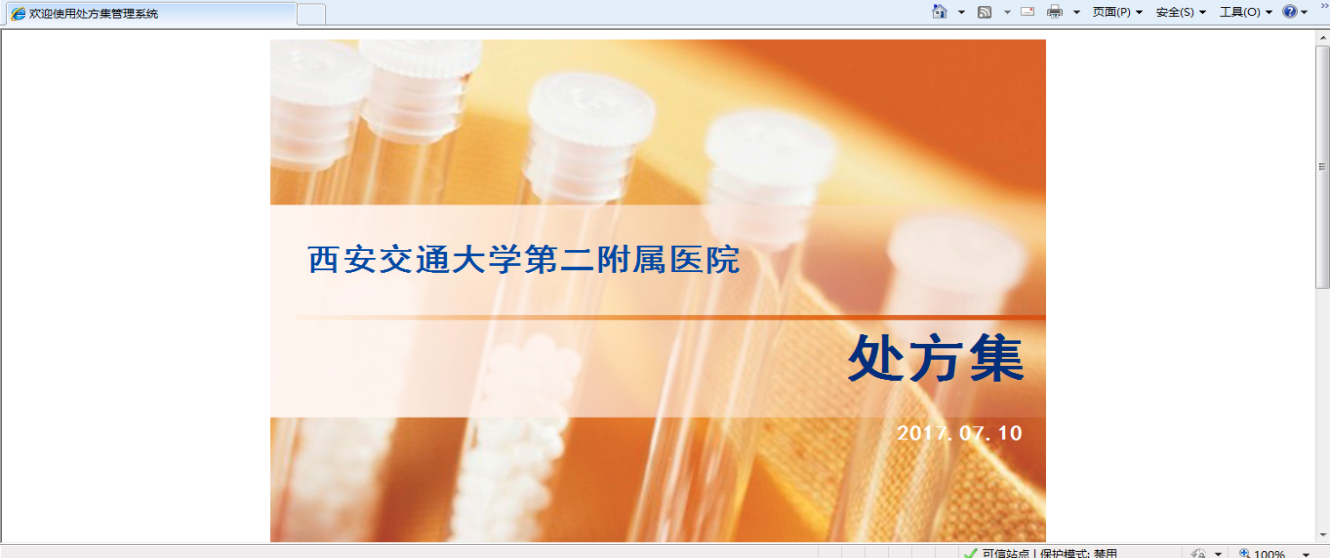 欢迎使用处方集管理系统
页面(P) 安全(S) 工具(O)
西安交通大学第二附属医院
处方集
2017.07.10
可信站点 | 保护模式: 禁用 100%